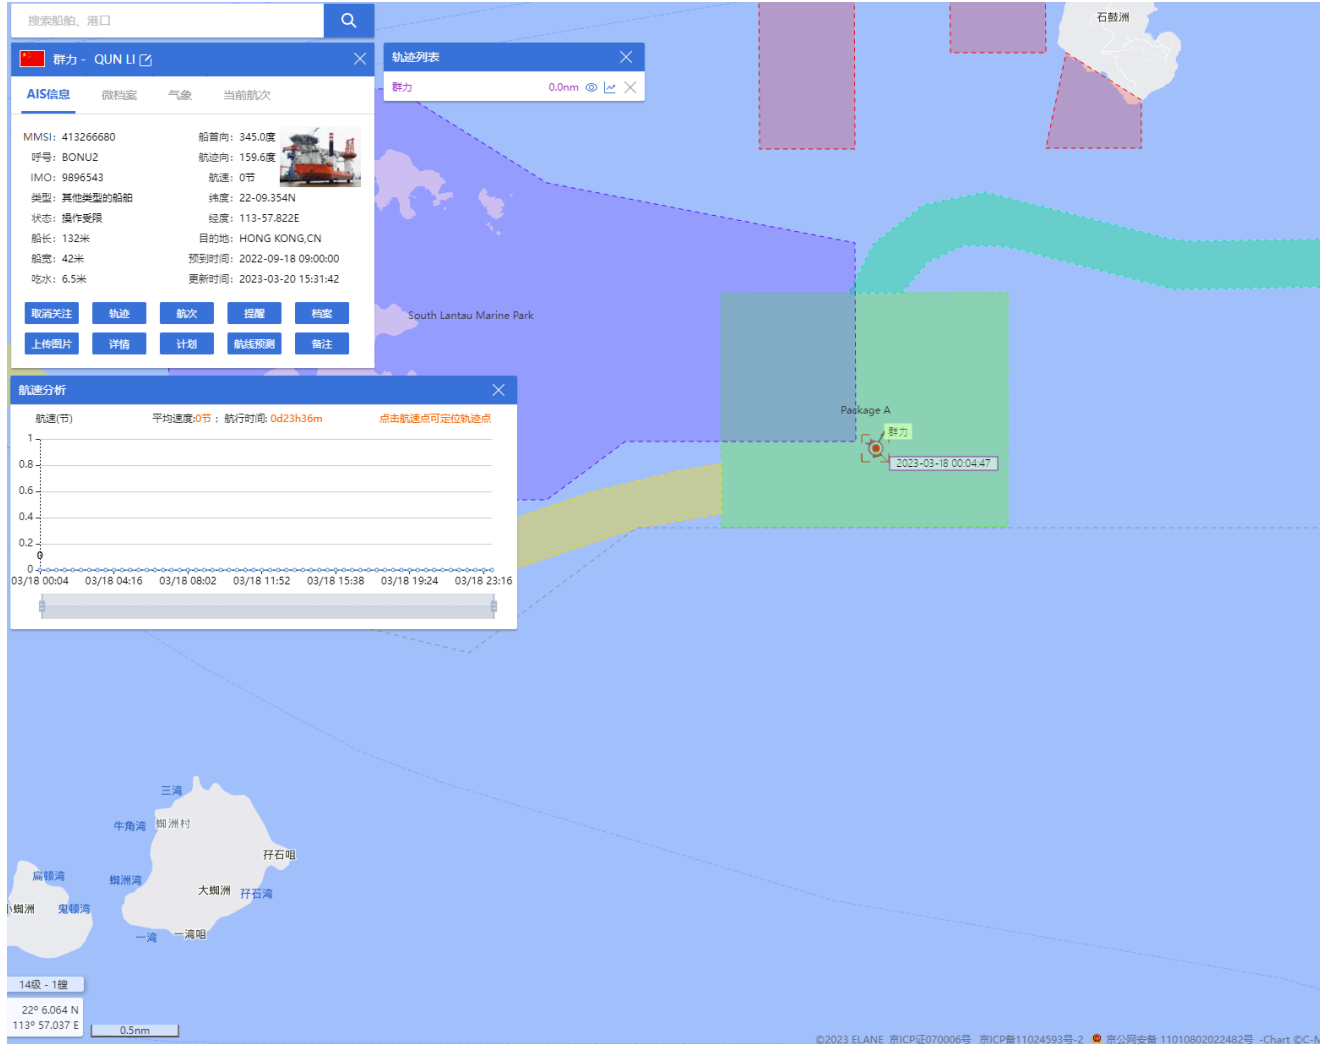 搜索船舶、港口
群力 - QUN LI
AIS信息 微档案 气象 当前航次
MMSI: 413266680 船首向: 345.0度
呼号: BONU2 航迹向: 159.6度
IMO: 9896543 航速: 0节
类型: 其他类型的船舶 纬度: 22-09.354N
状态: 操作受限 经度: 113-57.822E
船长: 132米 目的地: HONG KONG,CN
船宽: 42米 预到时间: 2022-09-18 09:00:00
吃水: 6.5米 更新时间: 2023-03-20 15:31:42
取消关注 轨迹 航次 提醒 档案
上传图片 详情 计划 航线预测 备注
轨迹列表
群力 0.0nm
石鼓洲
South Lantau Marine Park
Package A
群力
2023-03-18 00:04:47
航速分析
航速(节) 平均速度:0节 ; 航行时间: 0d23h36m 点击航速点可定位轨迹点
1
0.8
0.6
0.4
0.2
0
0
03/18 00:04 03/18 04:16 03/18 08:02 03/18 11:52 03/18 15:38 03/18 19:24 03/18 23:16
三湾
牛角湾 蜘洲村
孖石咀
扁顿湾 蜘洲湾 大蜘洲 孖石湾
小蜘洲 鬼顿湾
一湾 一湾咀
14级 - 1艘
22º 6.064 N
113º 57.037 E
0.5nm
©2023 ELANE 京ICP证070006号 京ICP备11024593号-2 京公网安备 11010802022482号 -Chart ©C-M